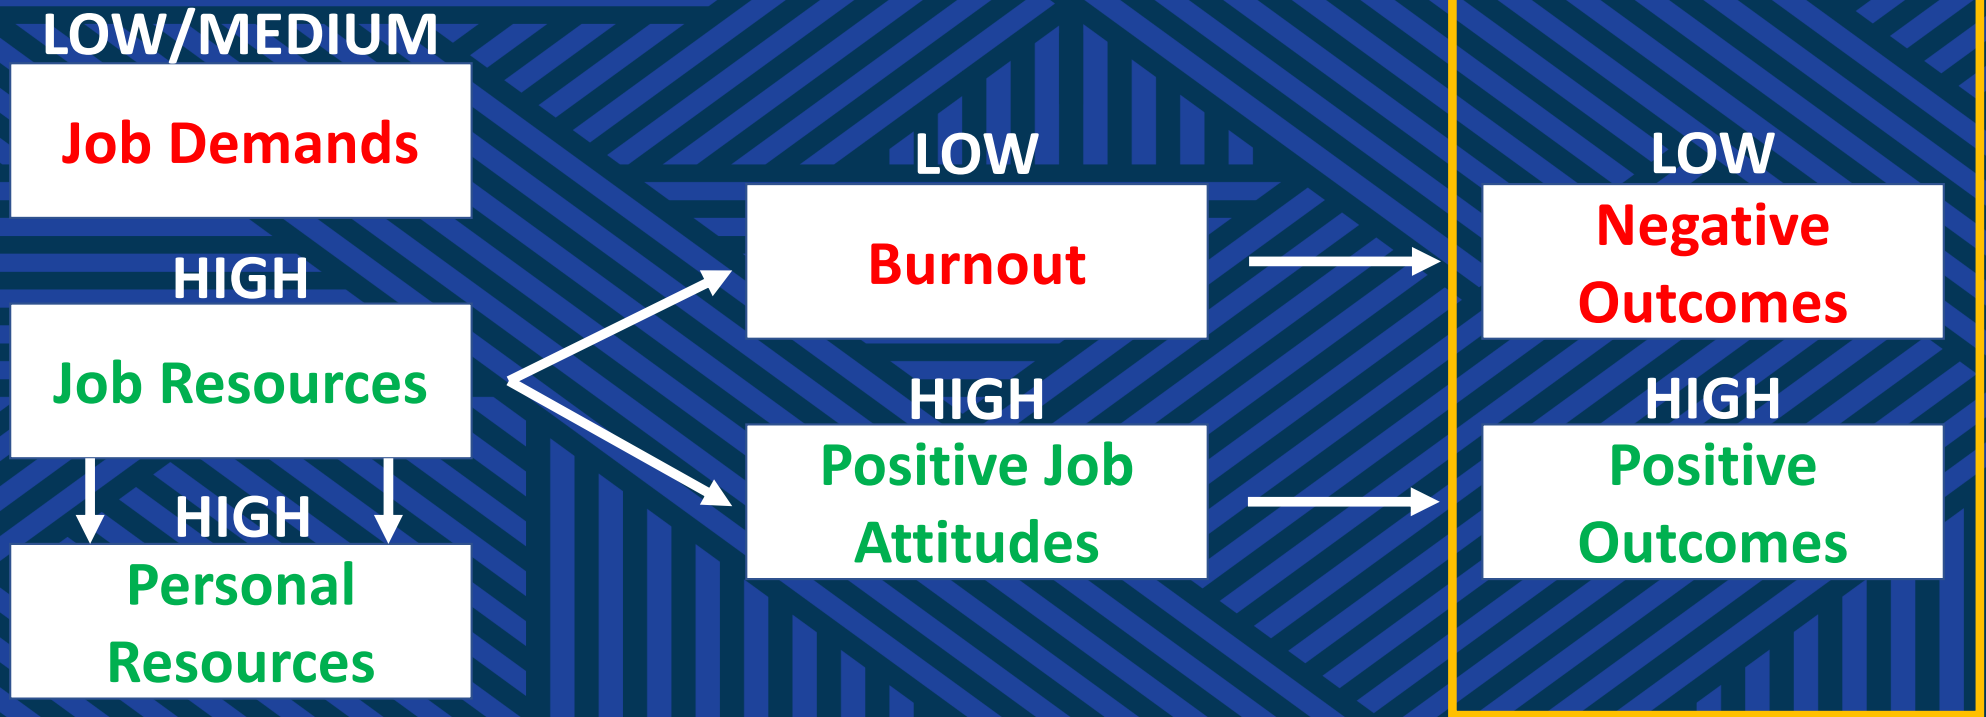 LOW/MEDIUM
Job Demands
HIGH
Job Resources
HIGH
Personal
Resources
LOW
Burnout
HIGH
Positive Job
Attitudes
LOW
Negative
Outcomes
HIGH
Positive
Outcomes